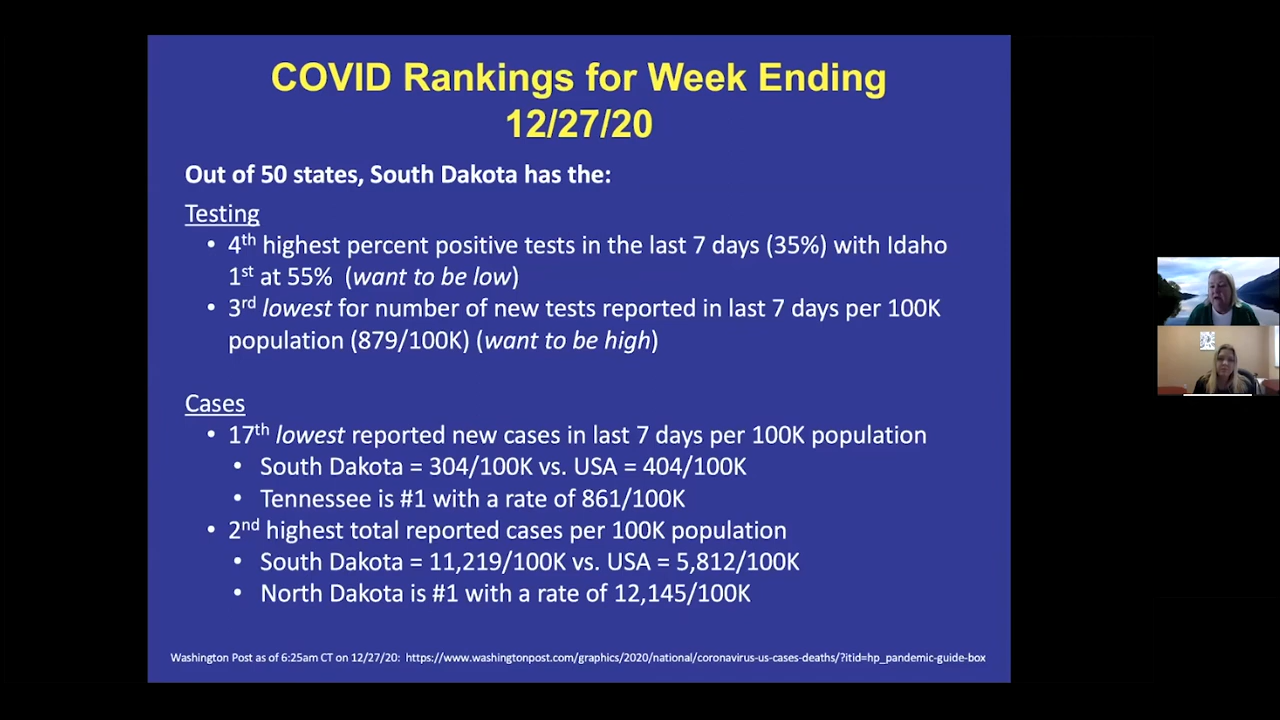 COVID Rankings for Week Ending
12/27/20
Out of 50 states, South Dakota has the:
Testing
• 4th highest percent positive tests in the last 7 days (35%) with Idaho
1st at 55% (want to be low)
• 3rd lowest for number of new tests reported in last 7 days per 100K
population (879/100K) (want to be high)
Cases
• 17th lowest reported new cases in last 7 days per 100K population
• South Dakota = 304/100K vs. USA = 404/100K
• Tennessee is #1 with a rate of 861/100K
• 2nd highest total reported cases per 100K population
• South Dakota = 11,219/100K vs. USA = 5,812/100K
• North Dakota is #1 with a rate of 12,145/100K
Washington Post as of 6:25am CT on 12/27/20: https://www.washingtonpost.com/graphics/2020/national/coronavirus-us-cases-deaths/?itid=hp_pandemic-guide-box